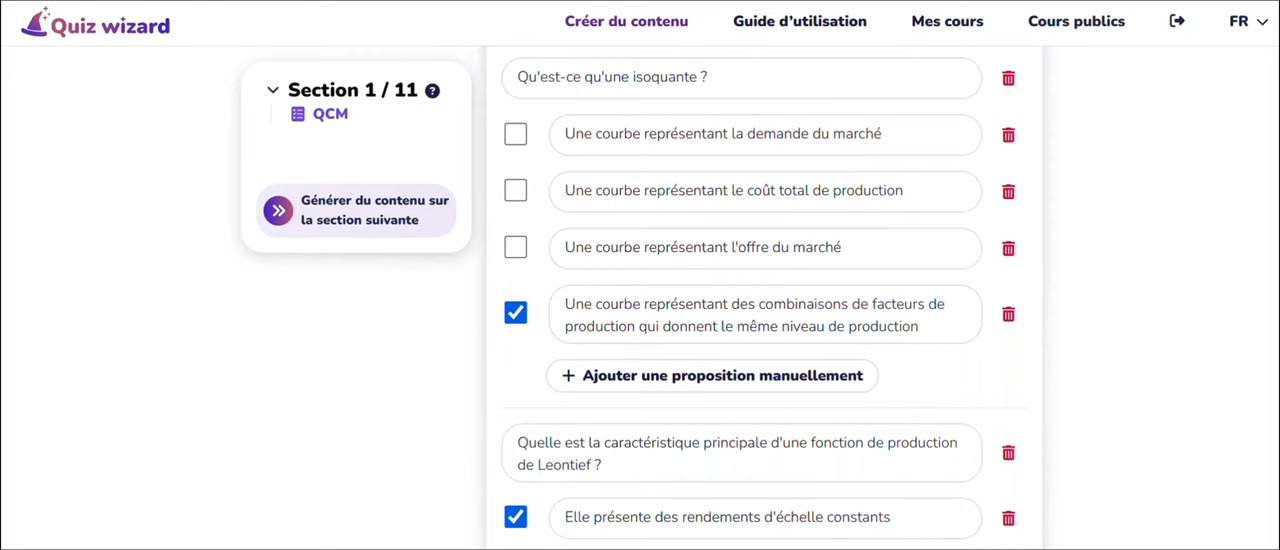 Quiz wizard
Créer du contenu
Guide d’utilisation
Mes cours
Cours publics
FR
Section 1 / 11 ?
QCM
Générer du contenu sur
la section suivante
Qu'est-ce qu'une isoquante ?
Une courbe représentant la demande du marché
Une courbe représentant le coût total de production
Une courbe représentant l'offre du marché
Une courbe représentant des combinaisons de facteurs de
production qui donnent le même niveau de production
+ Ajouter une proposition manuellement
Quelle est la caractéristique principale d'une fonction de production
de Leontief ?
Elle présente des rendements d'échelle constants